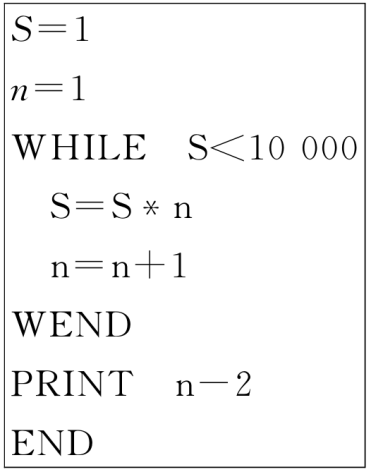 S=1
n=1
WHILE S<10 000
S=S * n
n=n+1
WEND
PRINT n-2
END